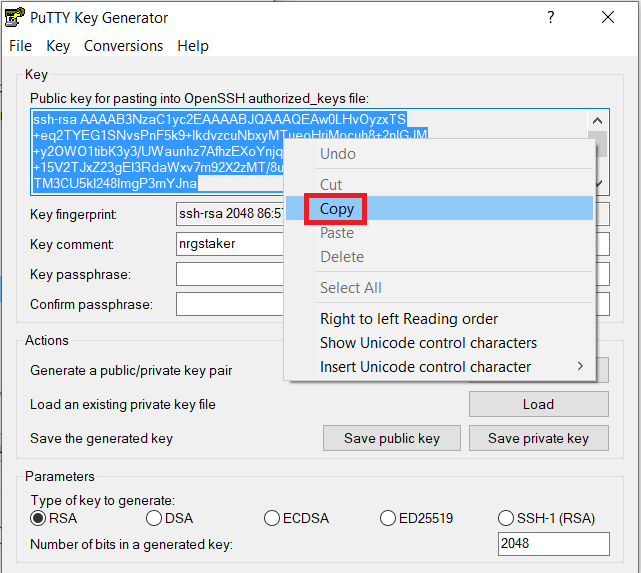 PuTTY Key Generator
?
File Key Conversions Help
Key
Public key for pasting into OpenSSH authorized_keys file:
ssh-rsa AAAAB3NzaC1yc2EAAAABJQAAAQEAw0LHvOyzxTS
+eq2TYEG1SNvsPnF5k9+IkdvzcuNbxyMTueoHriMocuh8+2nlGJM
+y2OWO1tibK3y3/UWaunhz7AfhzEXoYnjq
+15V2TJxZ23gEl3RdaWxv7m92X2zMT/8u
TM3CU5kl248lmgP3mYJna
Undo
Cut
Copy
Paste
Delete
Select All
Right to left Reading order
Show Unicode control characters
Insert Unicode control character
Key fingerprint: ssh-rsa 2048 86:57
Key comment: nrgstaker
Key passphrase:
Confirm passphrase:
Actions
Generate a public/private key pair
Load an existing private key file Load
Save the generated key Save public key Save private key
Parameters
Type of key to generate:
RSA DSA ECDSA ED25519 SSH-1 (RSA)
Number of bits in a generated key: 2048